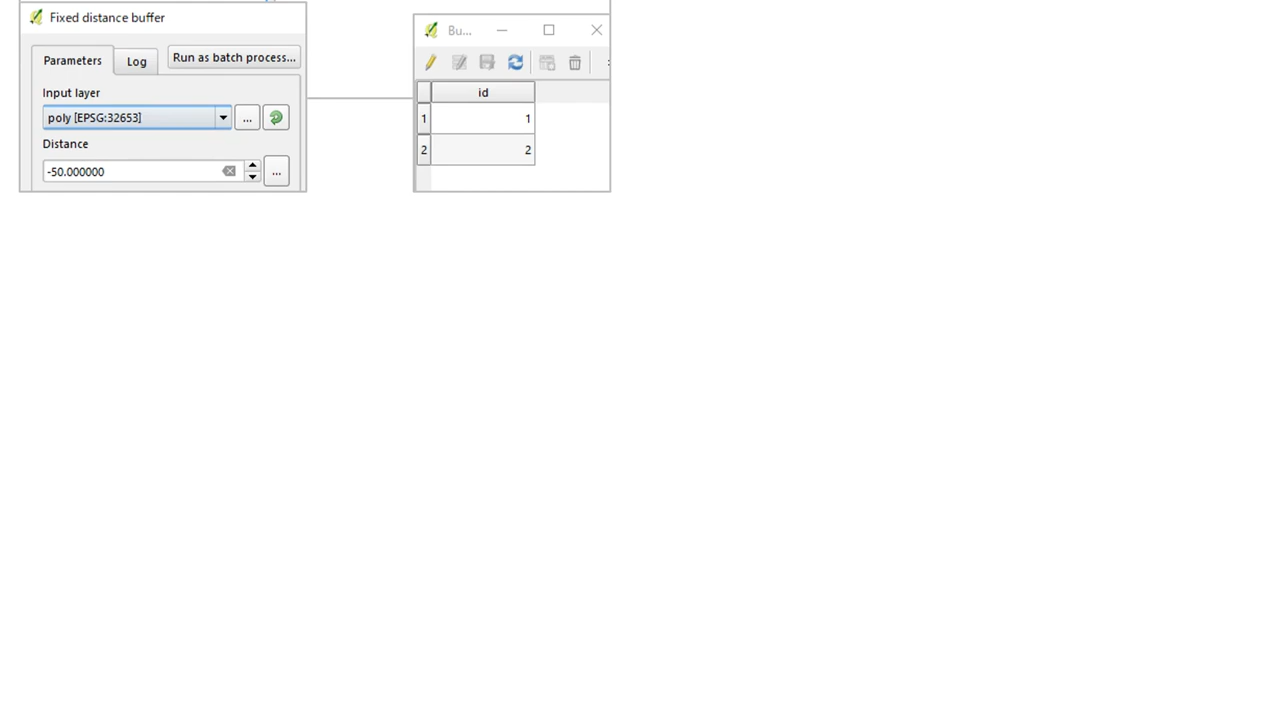 Fixed distance buffer
Parameters
Log
Run as batch process...
Input layer
poly [EPSG:32653]
...
Distance
-50.000000
...
Bu...
id
1 1
2 2